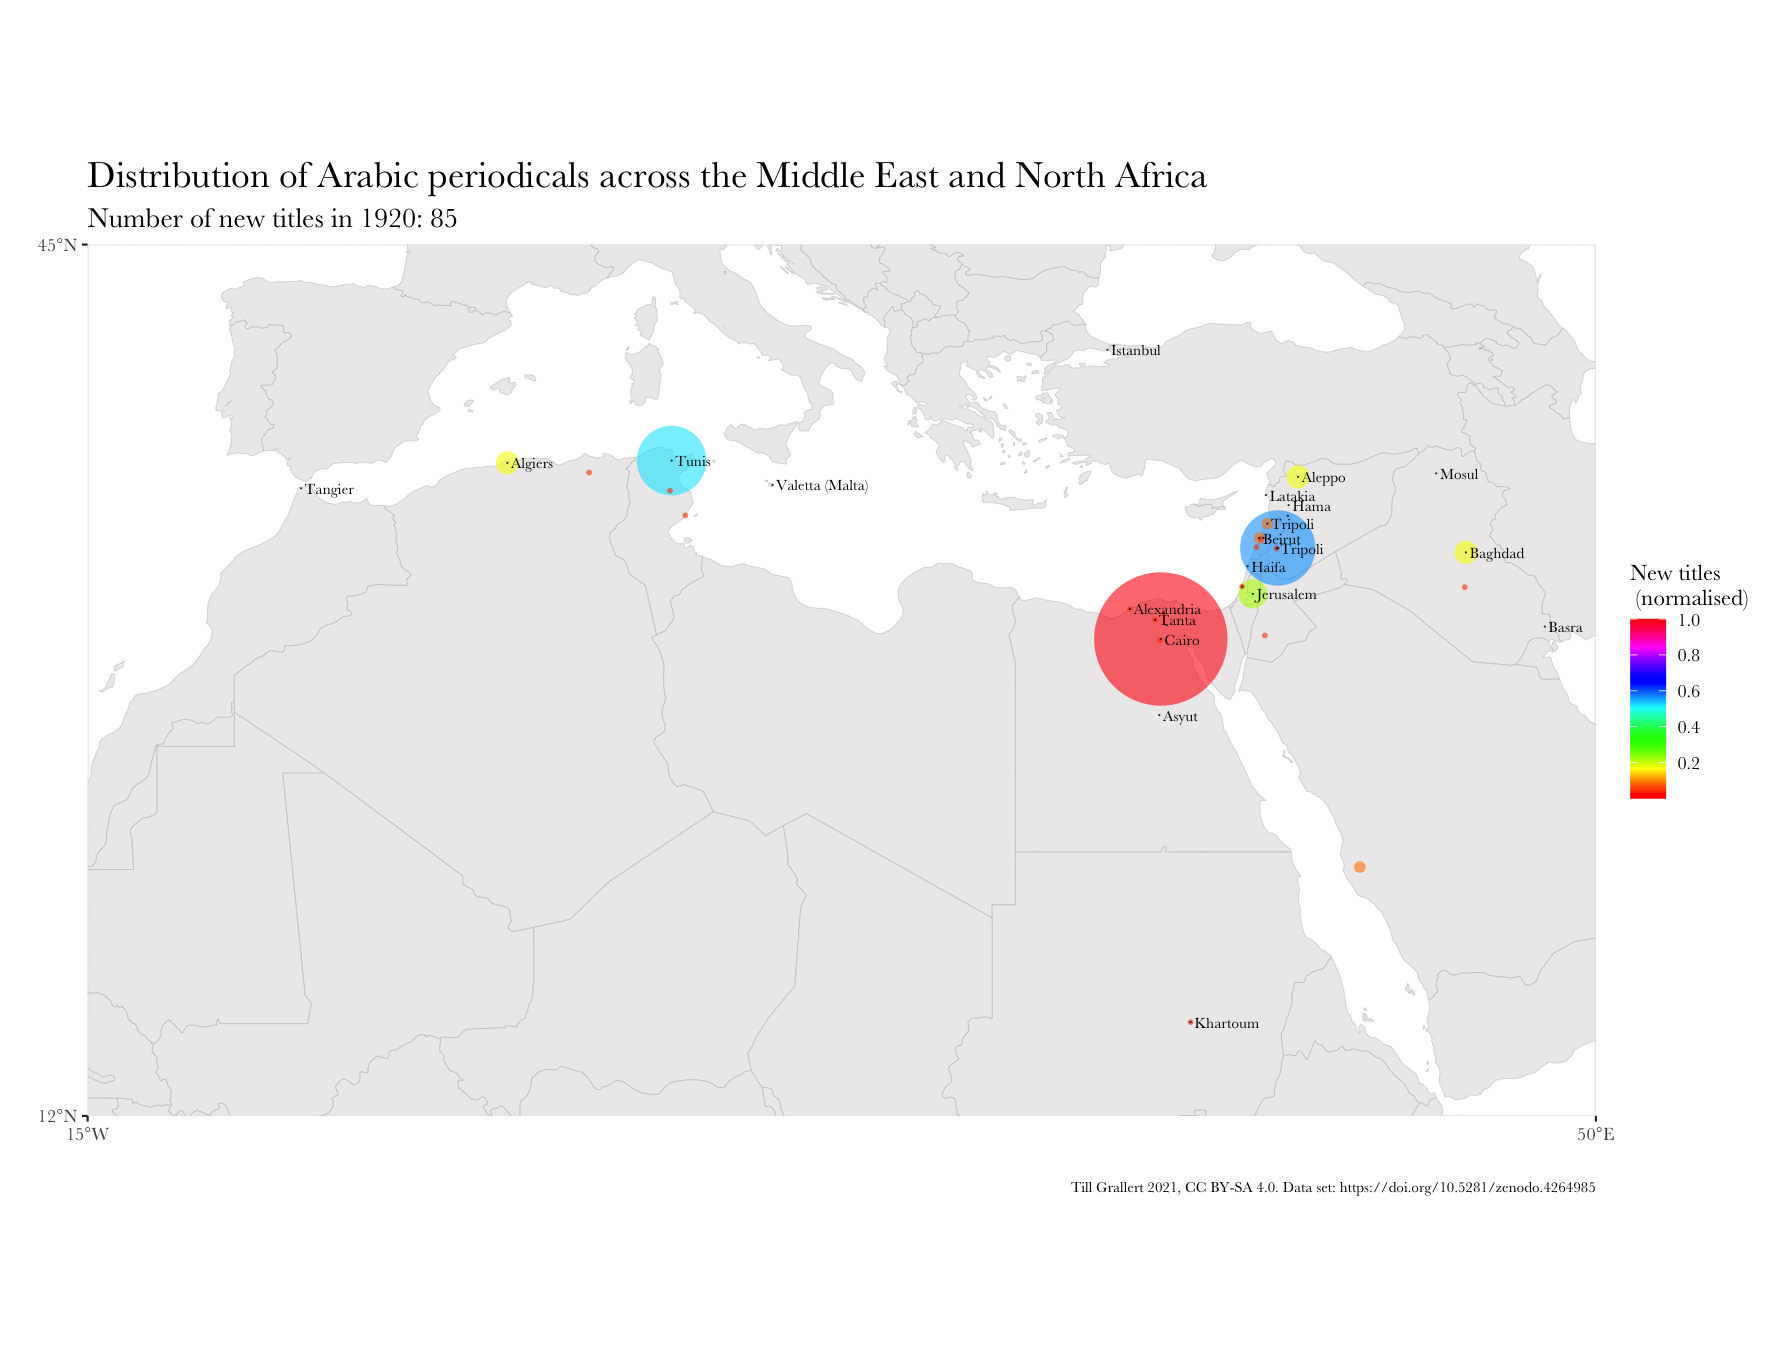 Distribution of Arabic periodicals across the Middle East and North Africa
Number of new titles in 1920: 85
45°N
Istanbul
Algiers
Tunis
Tangier
Valetta (Malta)
Aleppo
Mosul
Latakia
Hama
Tripoli
Beirut
Tripoli
Baghdad
Haifa
Jerusalem
Alexandria
Tanta
Cairo
Basra
Asyut
Khartoum
New titles
(normalised)
1.0
0.8
0.6
0.4
0.2
12°N
15°W
50°E
Till Grallert 2021, CC BY-SA 4.0. Data set: https://doi.org/10.5281/zenodo.4264985